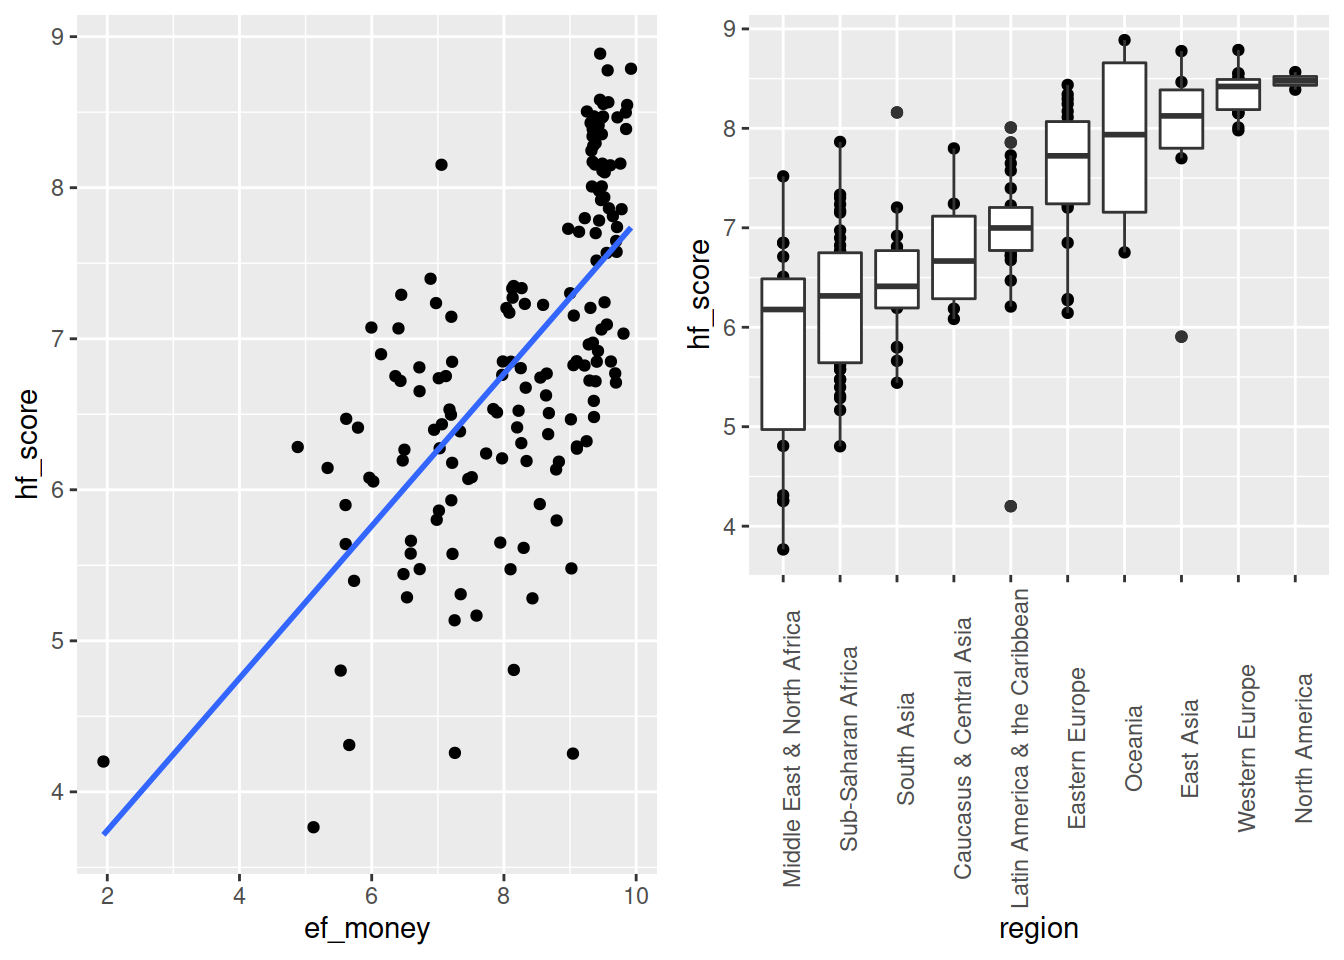 9
8
7
6
5
4
hf_score
2
4
6
8
10
ef_money
9
8
7
6
5
4
hf_score
Middle East & North Africa
Sub-Saharan Africa
South Asia
Caucasus & Central Asia
Latin America & the Caribbean
Eastern Europe
Oceania
East Asia
Western Europe
North America
region